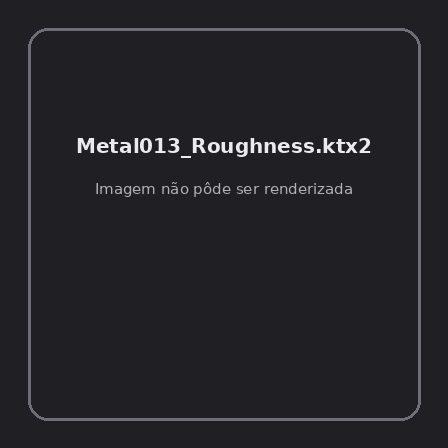 Metal013_Roughness.ktx2
Imagem não pôde ser renderizada